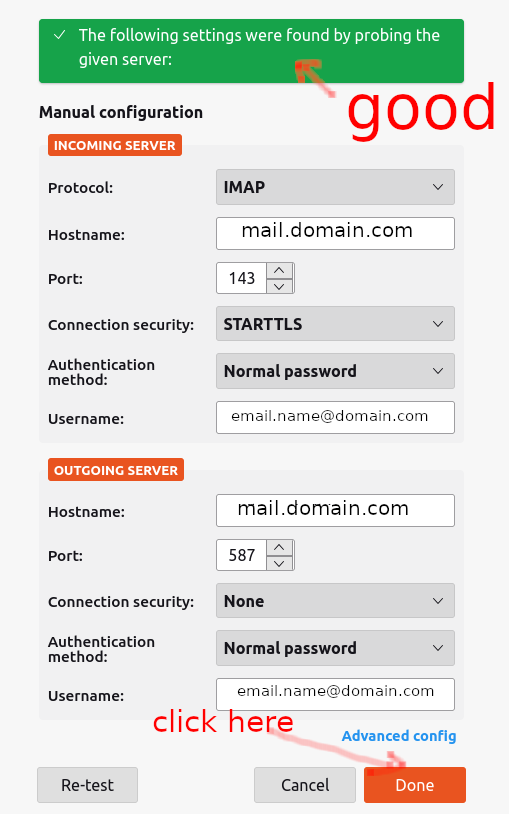 The following settings were found by probing the
given server:
good
Manual configuration
INCOMING SERVER
Protocol: IMAP
Hostname: mail.domain.com
Port: 143
Connection security: STARTTLS
Authentication
method: Normal password
Username: email.name@domain.com
OUTGOING SERVER
Hostname: mail.domain.com
Port: 587
Connection security: None
Authentication
method: Normal password
Username: email.name@domain.com
click here
Advanced config
Re-test Cancel Done